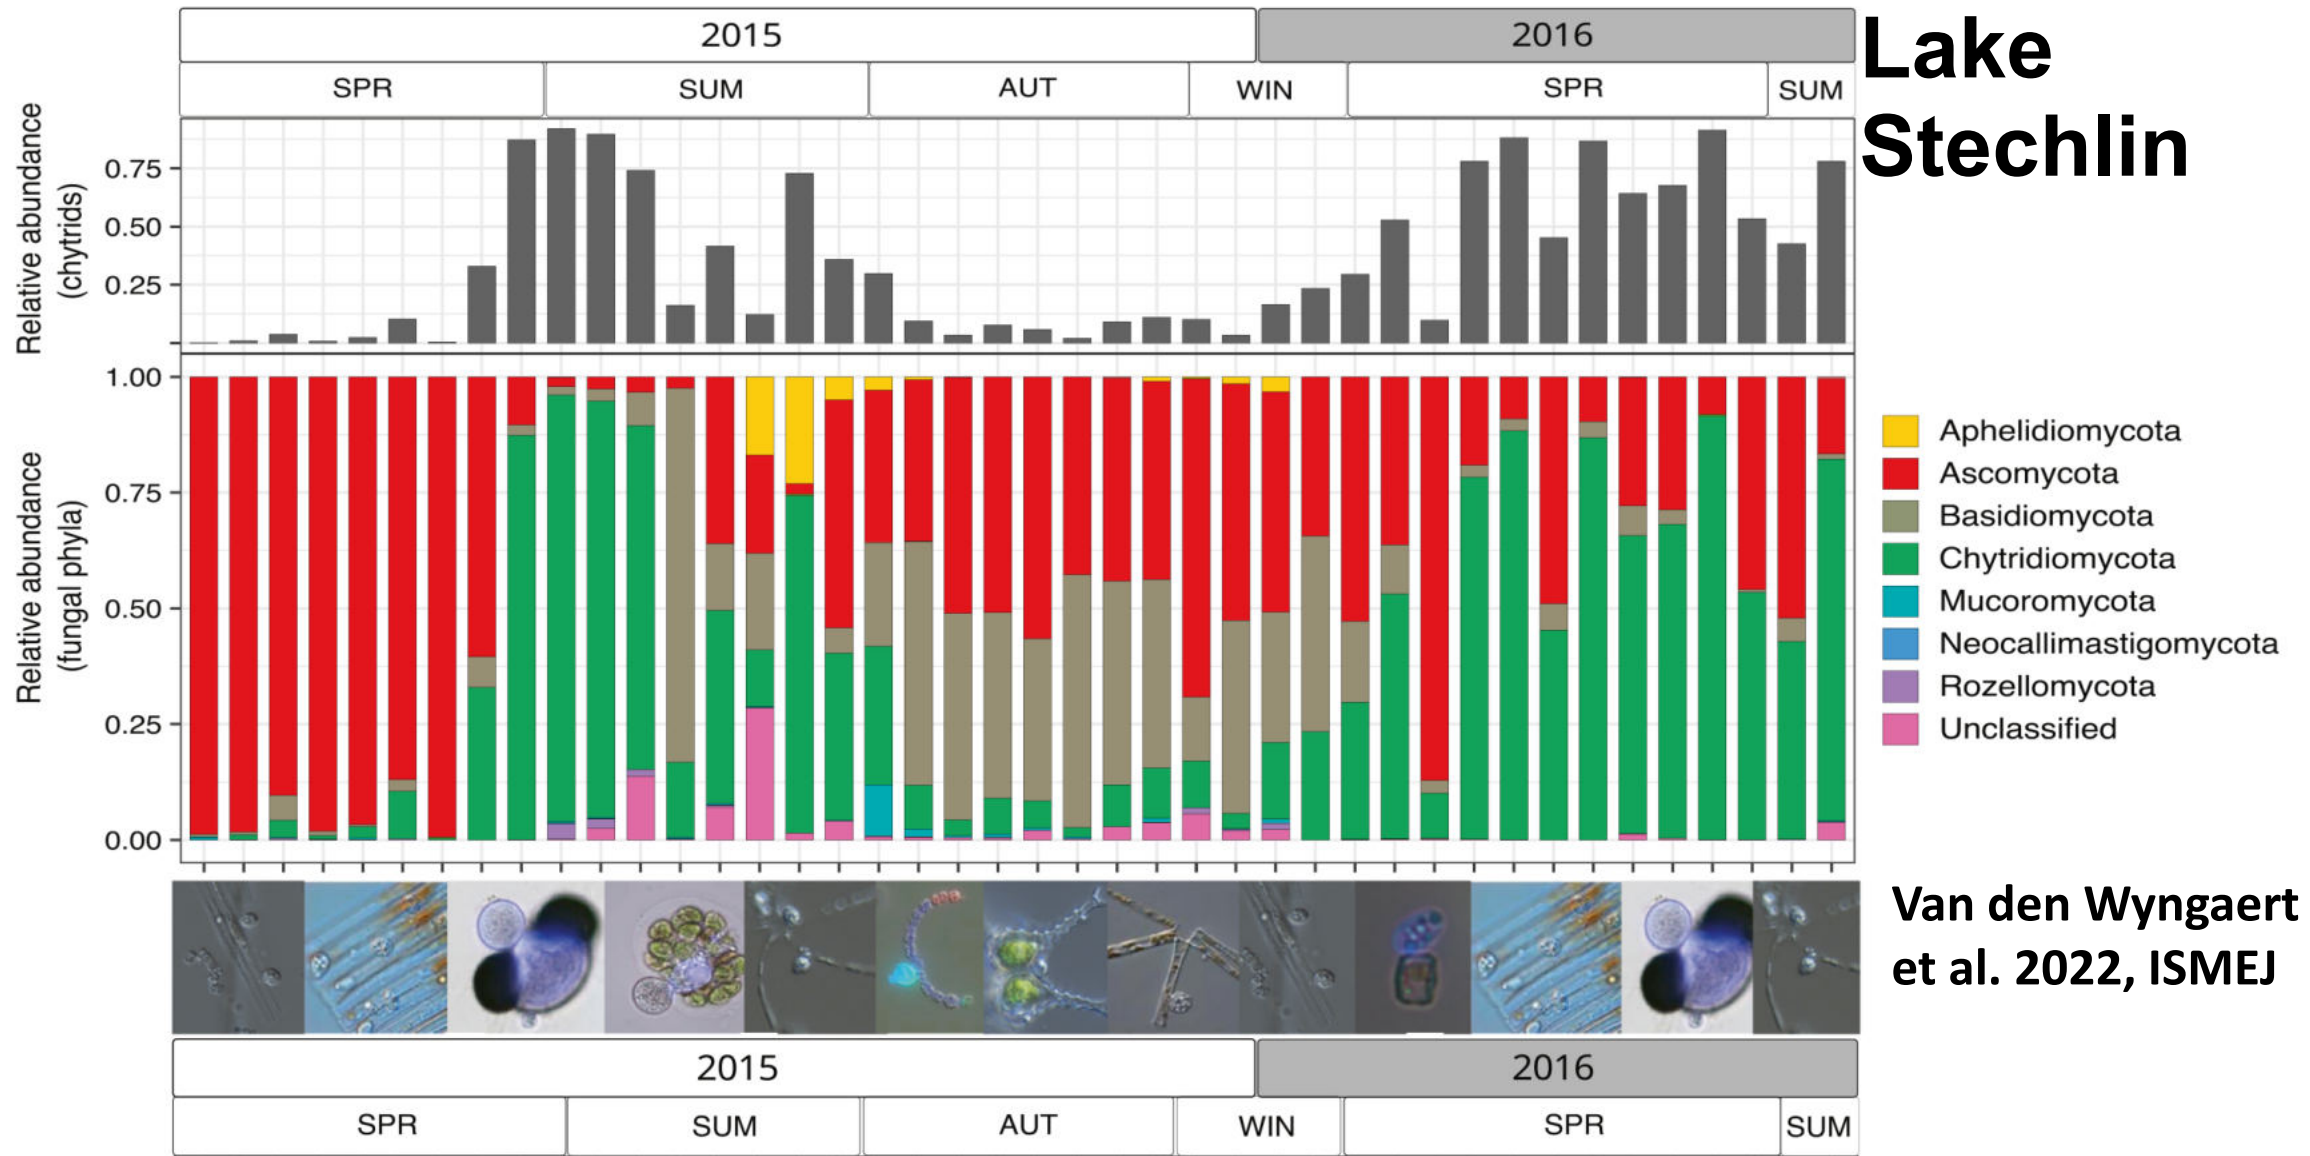 2015
2016
SPR
SUM
AUT
WIN
SPR
SUM
Lake
Stechlin
Relative abundance
(chytrids)
0.75
0.50
0.25
Relative abundance
(fungal phyla)
1.00
0.75
0.50
0.25
0.00
Aphelidiomycota
Ascomycota
Basidiomycota
Chytridiomycota
Mucoromycota
Neocallimastigomycota
Rozellomycota
Unclassified
Van den Wyngaert
et al. 2022, ISMEJ
2015
2016
SPR
SUM
AUT
WIN
SPR
SUM